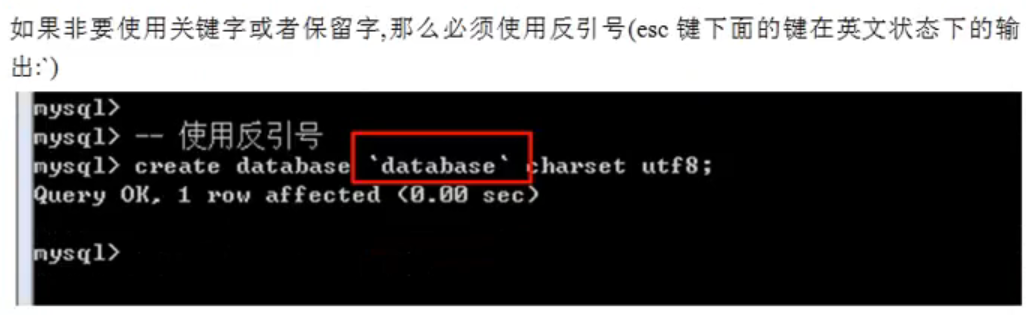 如果非要使用关键字或者保留字,那么必须使用反引号(esc 键下面的键在英文状态下的输
出:`)
mysql>
mysql> -- 使用反引号
mysql> create database `database` charset utf8;
Query OK, 1 row affected (0.00 sec)
mysql>